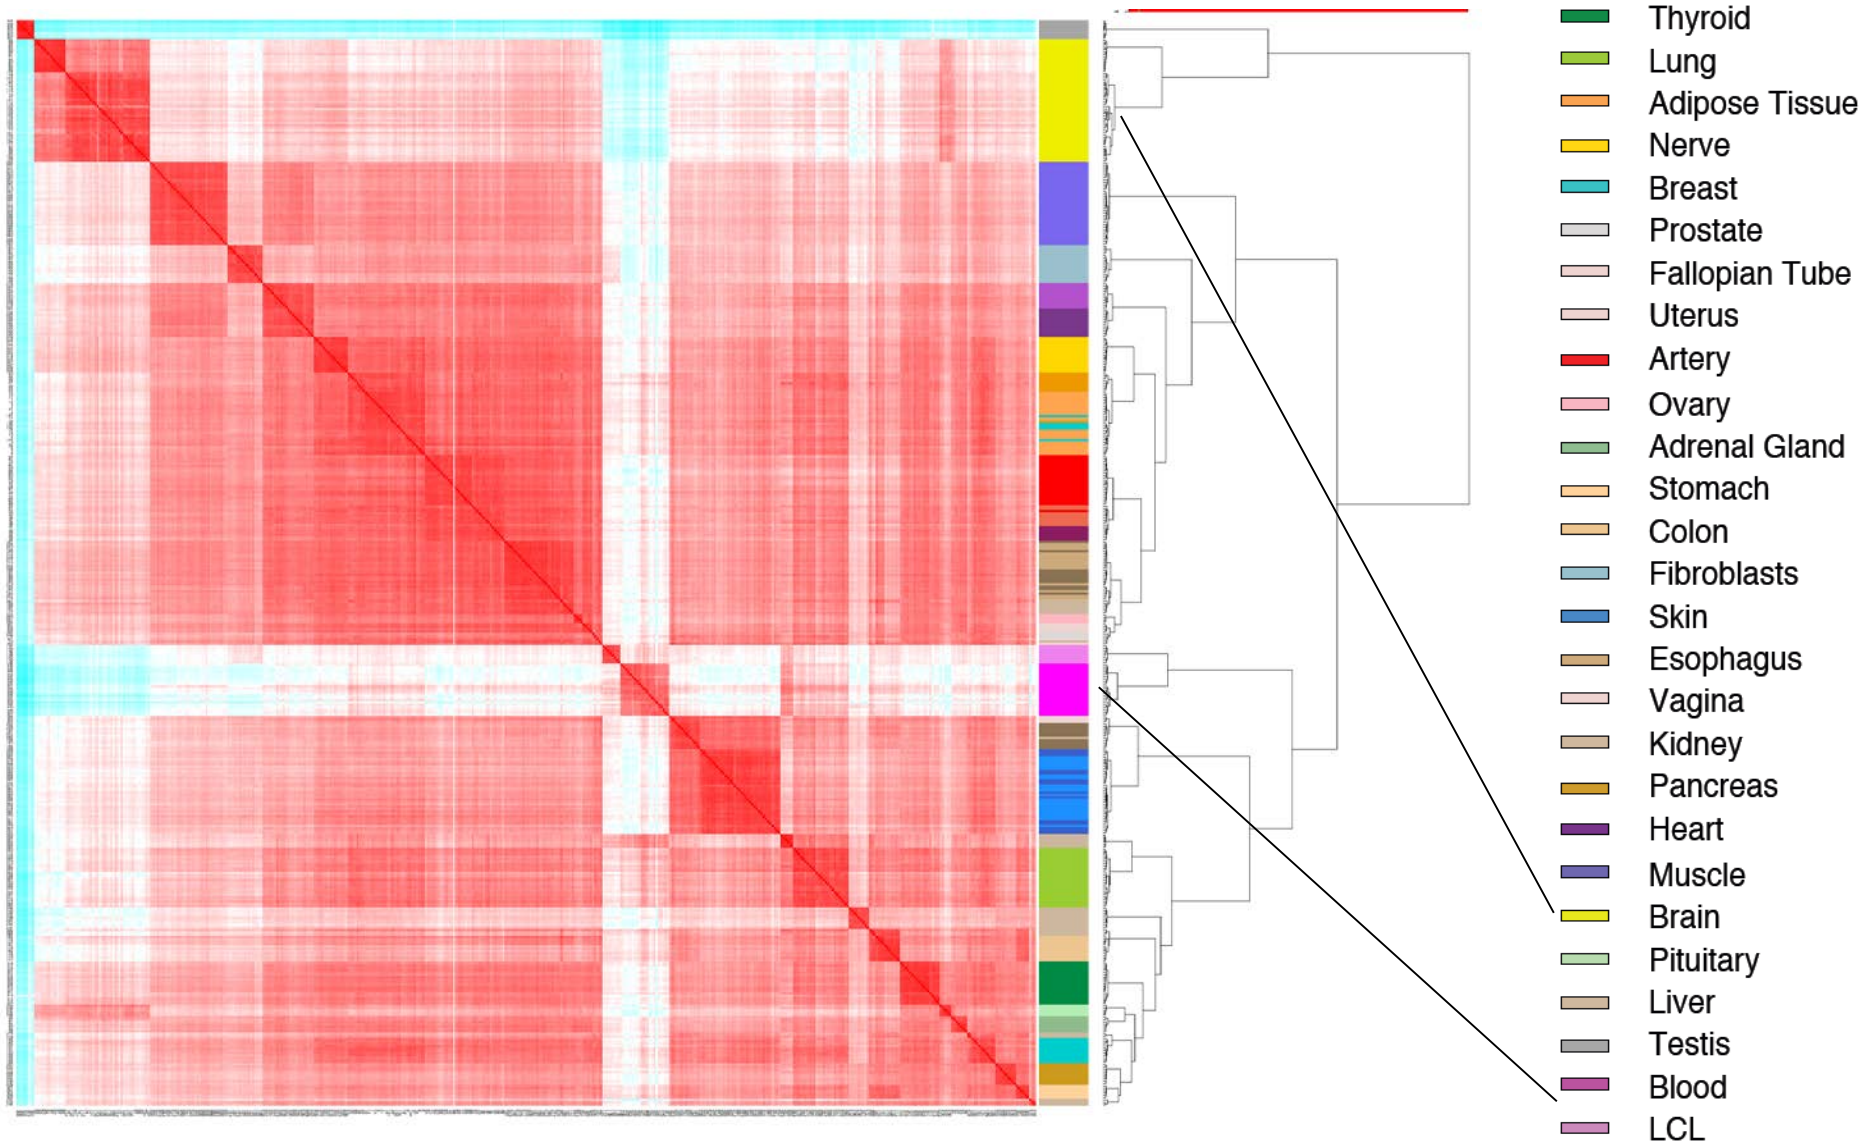 Thyroid
Lung
Adipose Tissue
Nerve
Breast
Prostate
Fallopian Tube
Uterus
Artery
Ovary
Adrenal Gland
Stomach
Colon
Fibroblasts
Skin
Esophagus
Vagina
Kidney
Pancreas
Heart
Muscle
Brain
Pituitary
Liver
Testis
Blood
LCL